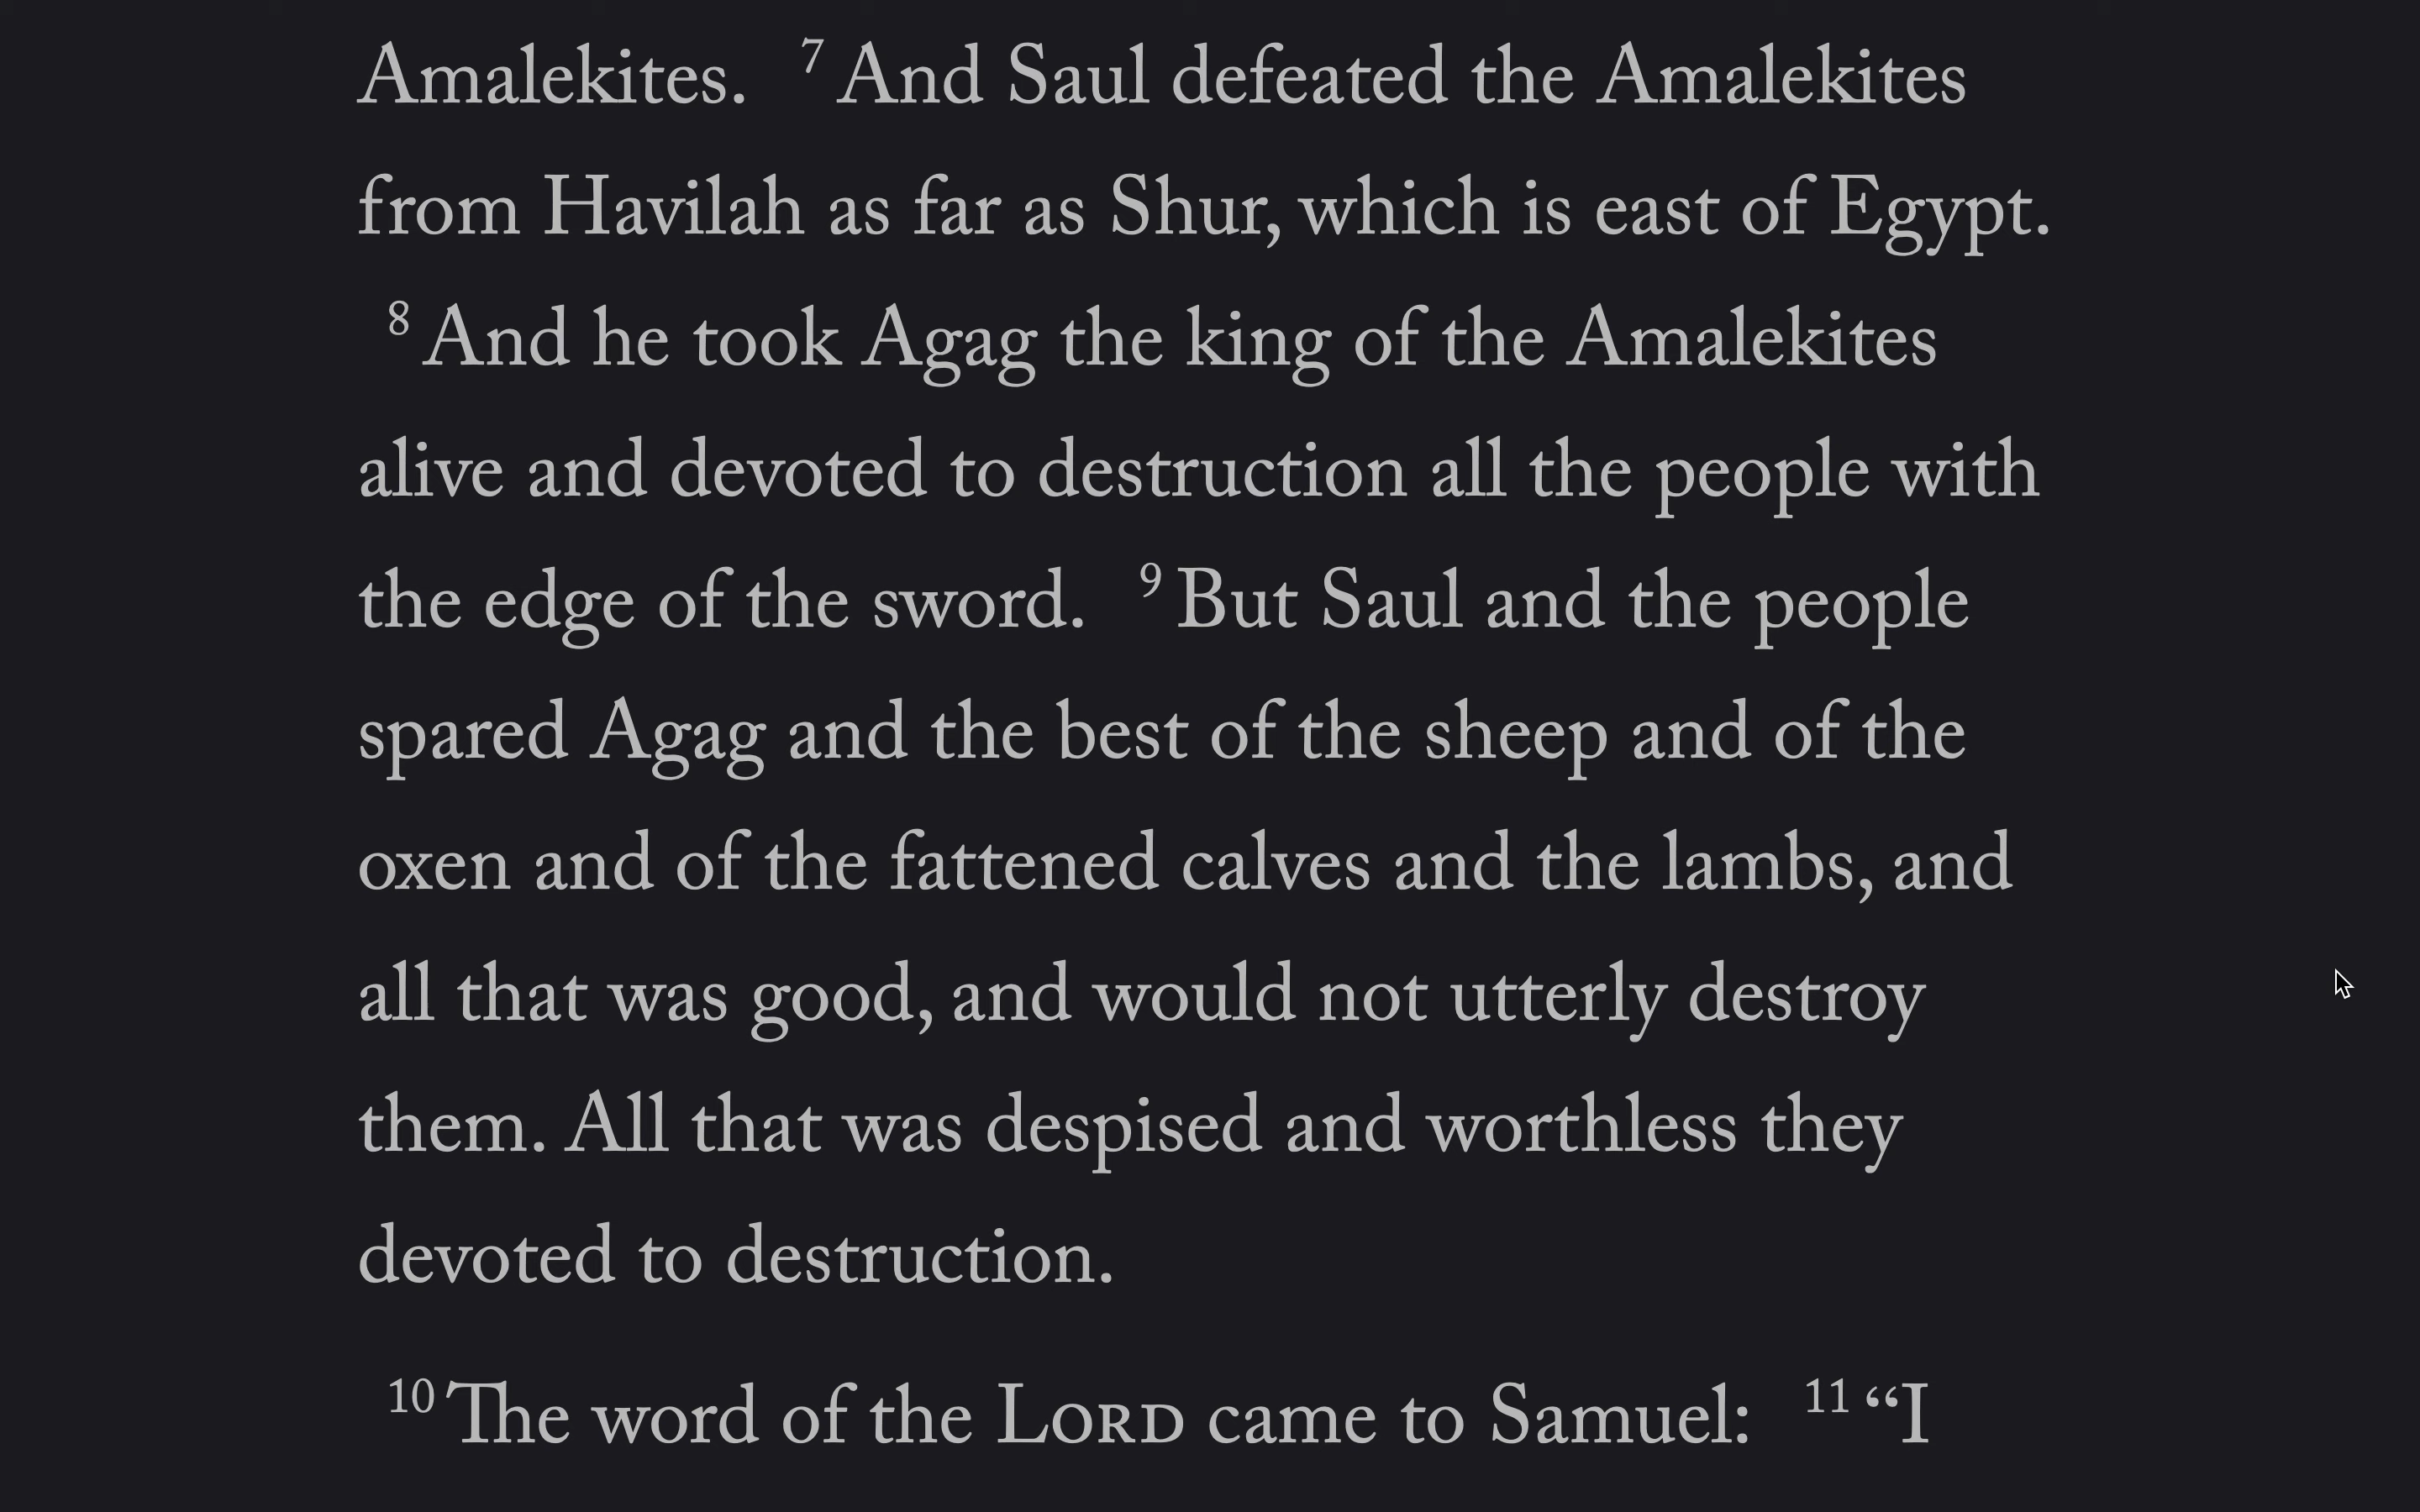 Amalekites. 7 And Saul defeated the Amalekites
from Havilah as far as Shur, which is east of Egypt.
8 And he took Agag the king of the Amalekites
alive and devoted to destruction all the people with
the edge of the sword. 9 But Saul and the people
spared Agag and the best of the sheep and of the
oxen and of the fattened calves and the lambs, and
all that was good, and would not utterly destroy
them. All that was despised and worthless they
devoted to destruction.
10 The word of the LORD came to Samuel: 11 “I